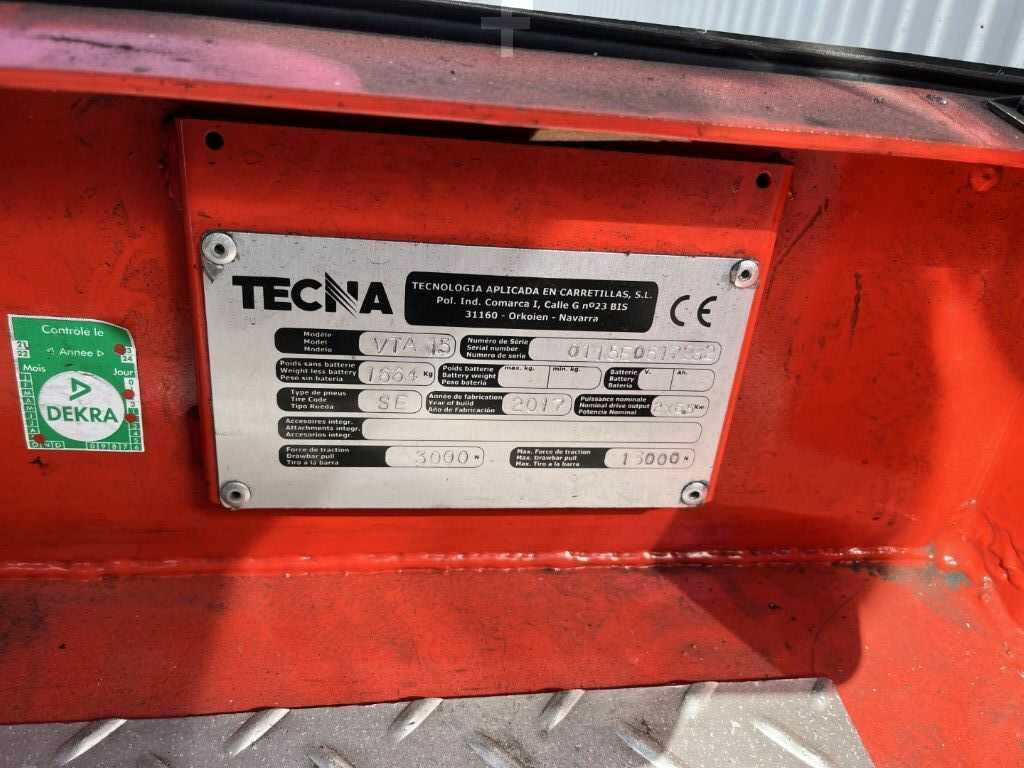 TECNA
TECNOLOGIA APLICADA EN CARRETILLAS, S.L.
Pol. Ind. Comarca I, Calle G nº23 BIS
31160 - Orkoien - Navarra
CE
Modèle
Model
Modelo
VTA 15
Numéro de Série
Serial number
Numero de serie
Poids sans batterie
Weight less battery
Peso sin bateria
1664 Kg
Poids batterie
Battery weight
Peso batería
max. kg.
min. kg.
Batterie
Battery
Batería
V.
Ah.
Type de pneus
Tire Code
Tipo Rueda
SE
Année de fabrication
Year of build
Año de Fabricación
2017
Puissance nominale
Nominal drive output
Potencia Nominal
Kw
Accesoires intégr.
Attachments integr.
Accesorios integr.
Force de traction
Drawbar pull
Tiro a la barra
3000 N
Max. Force de traction
Max. Drawbar pull
Max. Tiro a la barra
15000 N
Contrôle le
Année
Mois
Jour
DEKRA